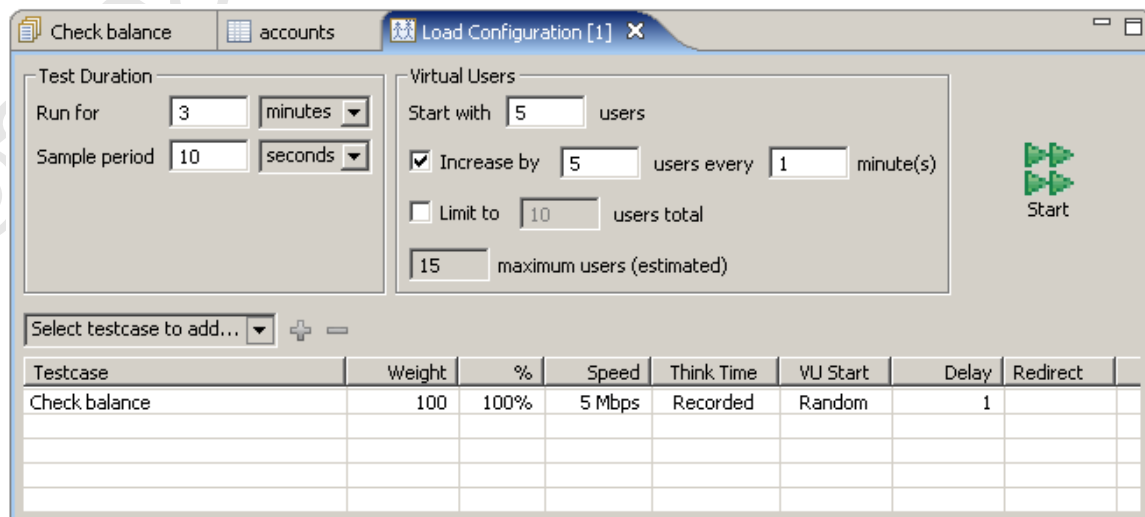 Check balance accounts Load Configuration [1]
Test Duration Virtual Users
Run for 3 minutes Start with 5 users
Sample period 10 seconds Increase by 5 users every 1 minute(s)
Limit to 10 users total
Start
15 maximum users (estimated)
Select testcase to add...
Testcase Weight % Speed Think Time VU Start Delay Redirect
Check balance 100 100% 5 Mbps Recorded Random 1